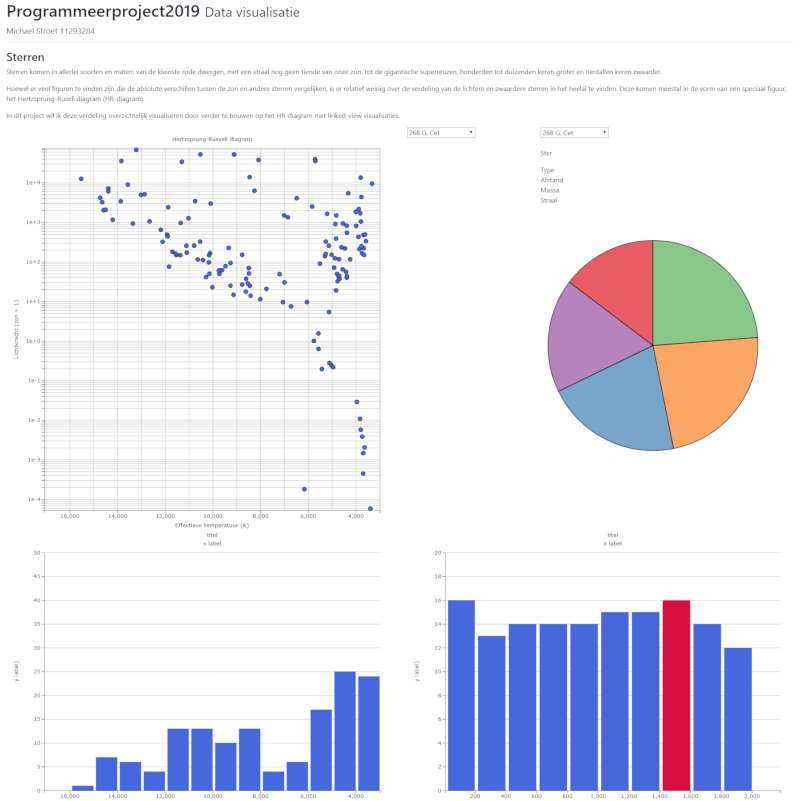 Programmeerproject2019 Data visualisatie
Michael Stroet 11293284
Sterren
Sterren komen in allerlei soorten en maten: van de kleinste rode dwergen, met een straal nog geen tiende van onze zon, tot de gigantische superreuzen, honderden tot duizenden keren groter en tientallen keren zwaarder.
Hoewel er veel figuren te vinden zijn die de absolute verschillen tussen de zon en andere sterren vergelijken, is er relatief weinig over de verdeling van de lichtere en zwaardere sterren in het heelal te vinden. Deze komen meestal in de vorm van een speciaal figuur,
het Hertzsprung-Rusell diagram (HR-diagram).
In dit project wil ik deze verdeling overzichtelijk visualiseren door verder te bouwen op het HR-diagram met linked-view visualisaties.
268 G. Cet
268 G. Cet
Hertzsprung-Russell diagram
Ster
Type
Afstand
Massa
Straal
Lichtkracht (zon = 1)
1e+4
1e+3
1e+2
1e+1
1e+0
1e-1
1e-2
1e-3
1e-4
16,000 14,000 12,000 10,000 8,000 6,000 4,000
Effectieve temperatuur (K)
titel
x label
y label)
50
45
40
35
30
25
20
15
10
5
0
16,000 14,000 12,000 10,000 8,000 6,000 4,000
titel
x label
y label)
20
18
16
14
12
10
8
6
4
2
0
200 400 600 800 1,000 1,200 1,400 1,600 1,800 2,000